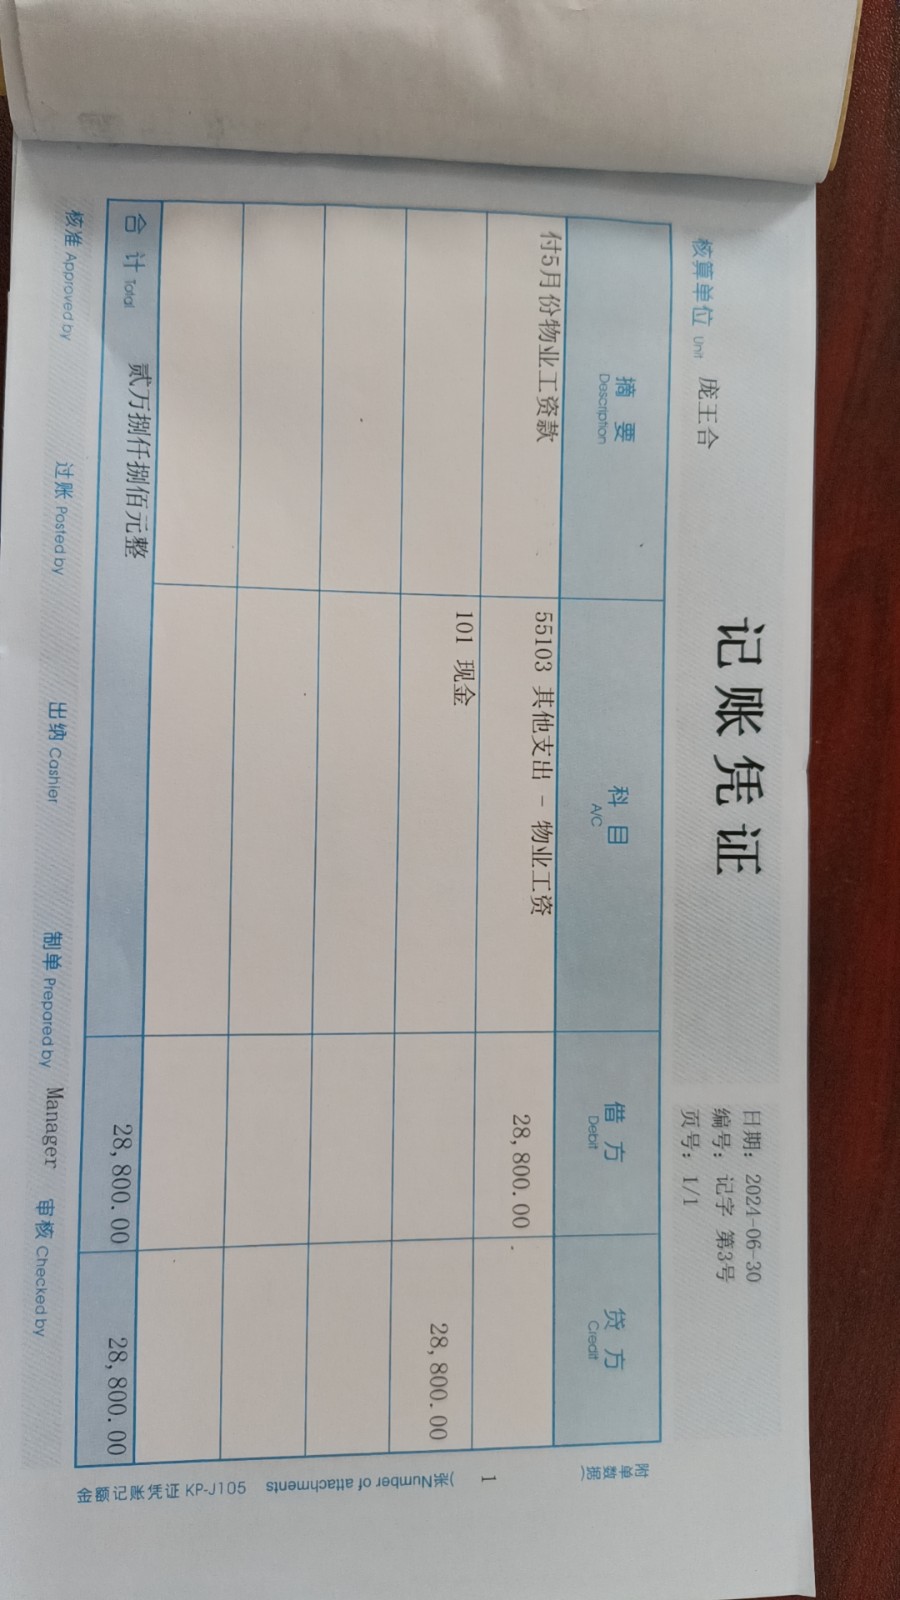 记账凭证
日期: 2024-06-30
编号: 记字 第3号
页号: 1/1
核算单位 Unit 庞王合
摘要 Description 科目 A/C 借方 Debit 贷方 Credit
付5月份物业工资款 55103 其他支出 - 物业工资 28,800.00
101 现金 28,800.00
合计 Total 贰万捌仟捌佰元整 28,800.00 28,800.00
核准 Approved by 过账 Posted by 出纳 Cashier 制单 Prepared by Manager 审核 Checked by
附单数据( 1 )张 Number of attachments
金额记账凭证 KP-J105